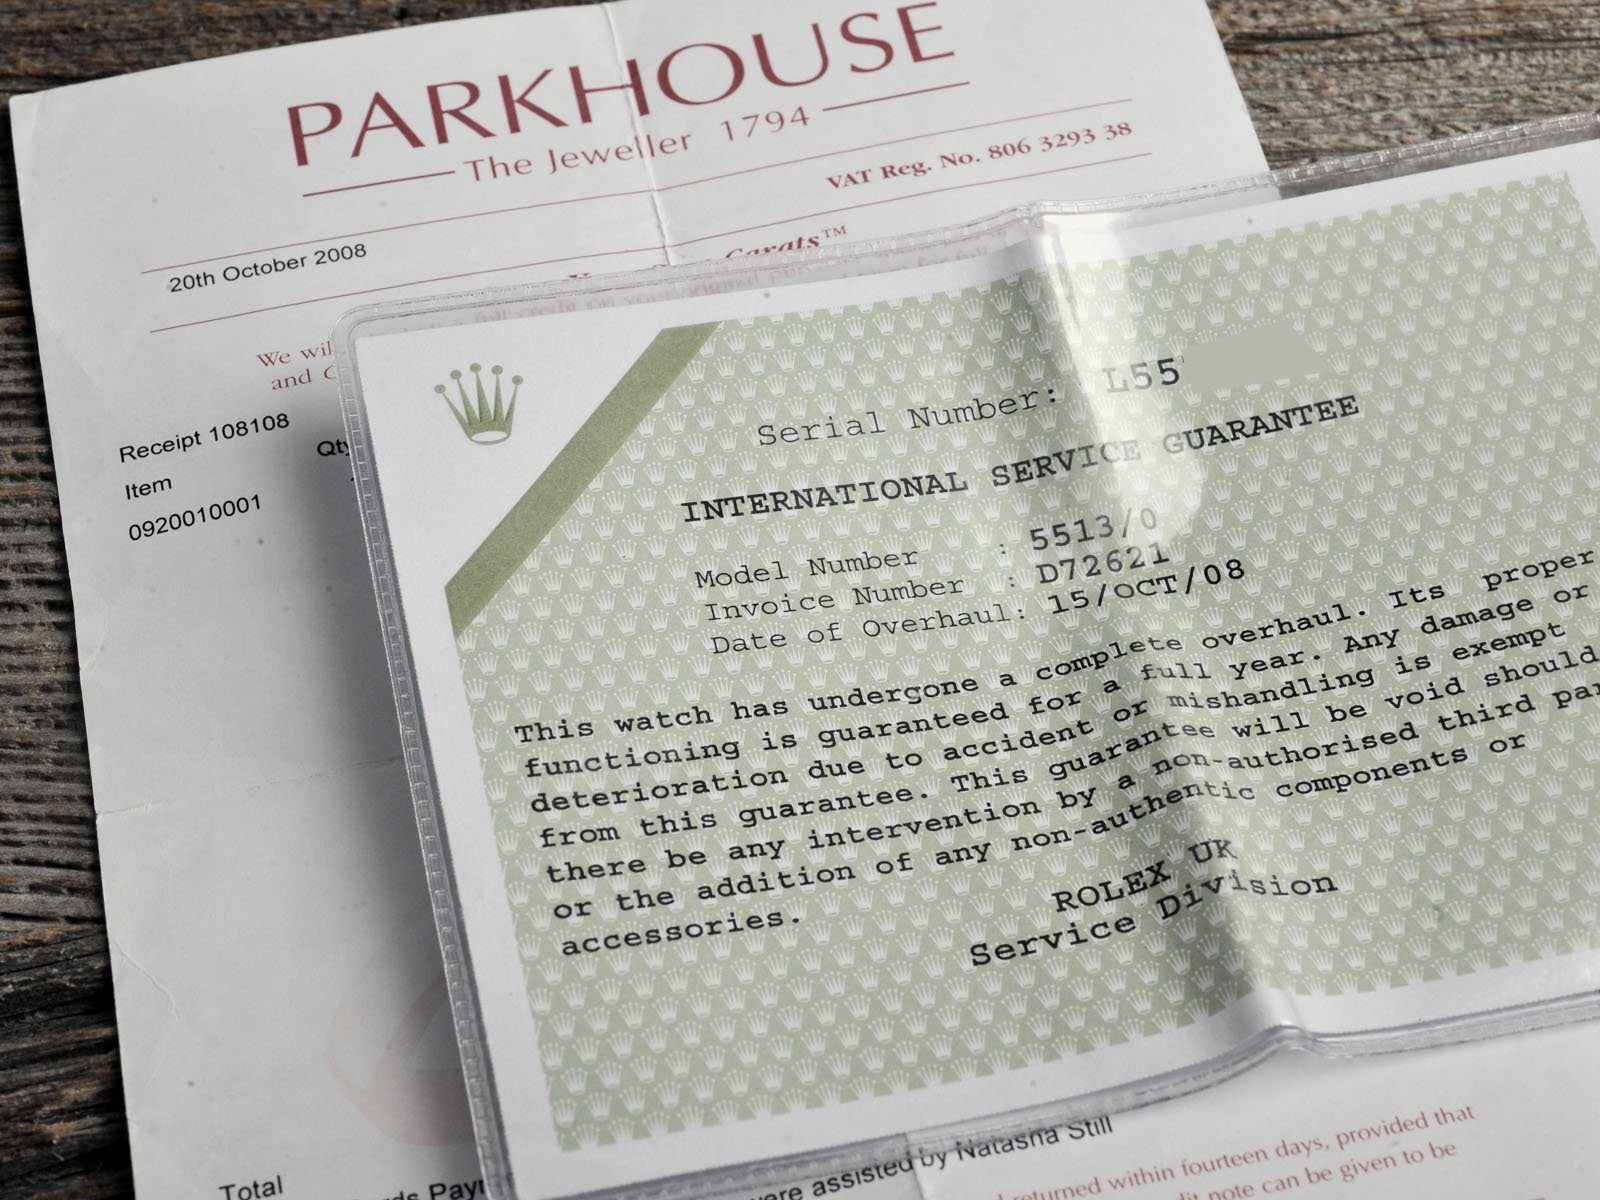 PARKHOUSE
The Jeweller 1794
VAT Reg. No. 806 3293 38
Carats™
20th October 2008
We wil
and
Receipt 108108
Item
Qty
0920010001
Serial Number: L55
INTERNATIONAL SERVICE GUARANTEE
Model Number : 5513/0
Invoice Number : D72621
Date of Overhaul: 15/OCT/08
This watch has undergone a complete overhaul. Its proper
functioning is guaranteed for a full year. Any damage or
deterioration due to accident or mishandling is exempt
from this guarantee. This guarantee will be void should
there be any intervention by a non-authorised third par
or the addition of any non-authentic components or
accessories.
ROLEX UK
Service Division
Total
were assisted by Natasha Still
returned within fourteen days, provided that
note can be given to be